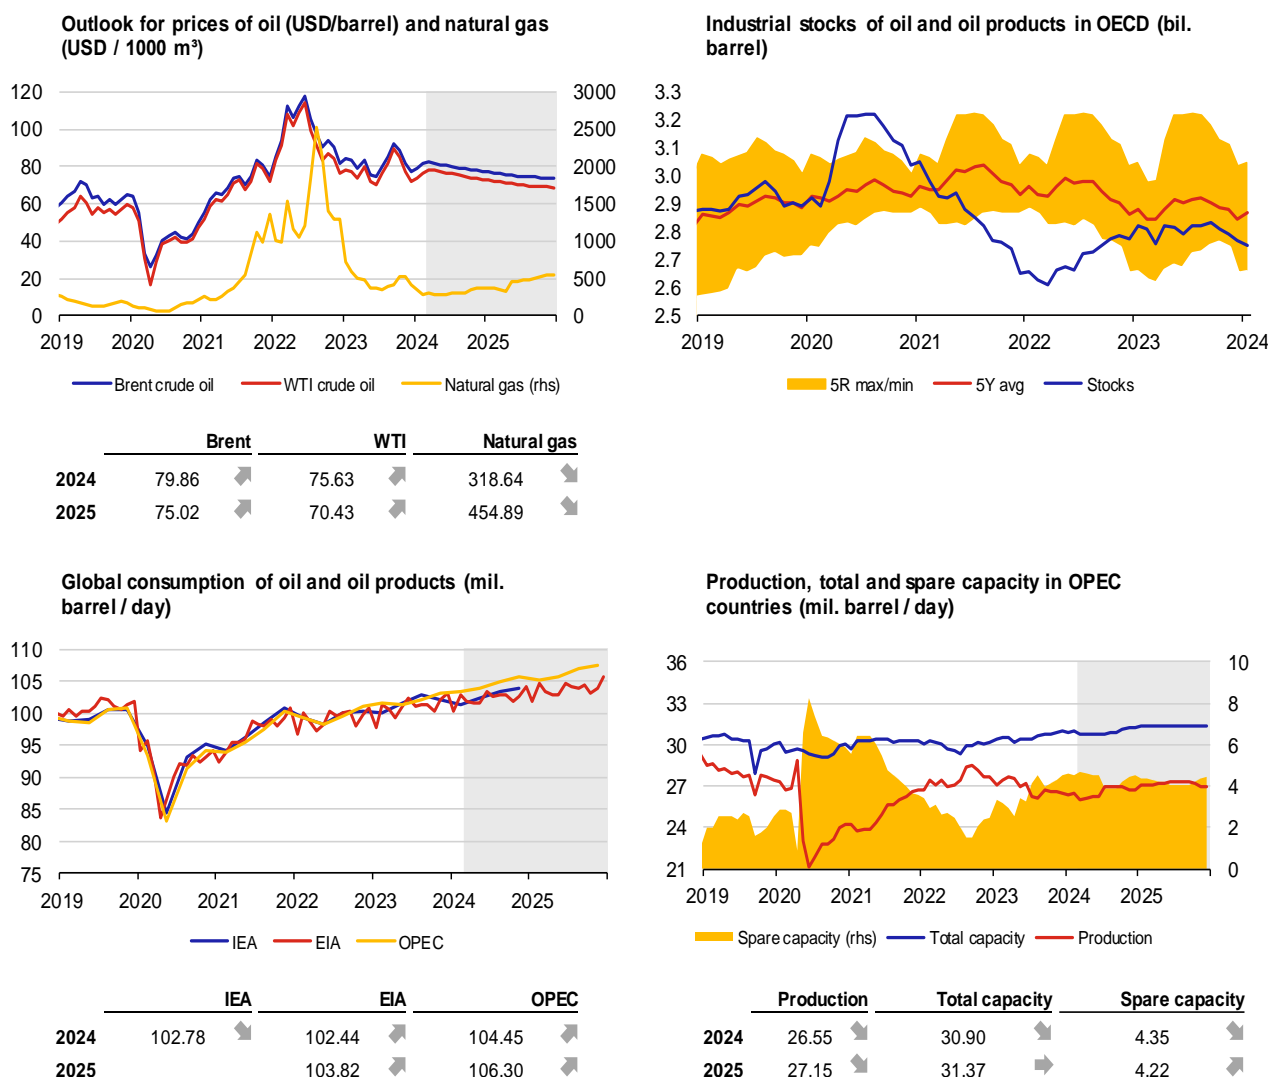 Outlook for prices of oil (USD/barrel) and natural gas
(USD / 1000 m³)
120 3000
100 2500
80 2000
60 1500
40 1000
20 500
0 0
2019 2020 2021 2022 2023 2024 2025
Brent crude oil WTI crude oil Natural gas (rhs)
Brent WTI Natural gas
2024 79.86 75.63 318.64
2025 75.02 70.43 454.89
Industrial stocks of oil and oil products in OECD (bil.
barrel)
3.3
3.2
3.1
3.0
2.9
2.8
2.7
2.6
2.5
2019 2020 2021 2022 2023 2024
5R max/min 5Y avg Stocks
Global consumption of oil and oil products (mil.
barrel / day)
110
105
100
95
90
85
80
75
2019 2020 2021 2022 2023 2024 2025
IEA EIA OPEC
IEA EIA OPEC
2024 102.78 102.44 104.45
2025 103.82 106.30
Production, total and spare capacity in OPEC
countries (mil. barrel / day)
36 10
33 8
30 6
27 4
24 2
21 0
2019 2020 2021 2022 2023 2024 2025
Spare capacity (rhs) Total capacity Production
Production Total capacity Spare capacity
2024 26.55 30.90 4.35
2025 27.15 31.37 4.22